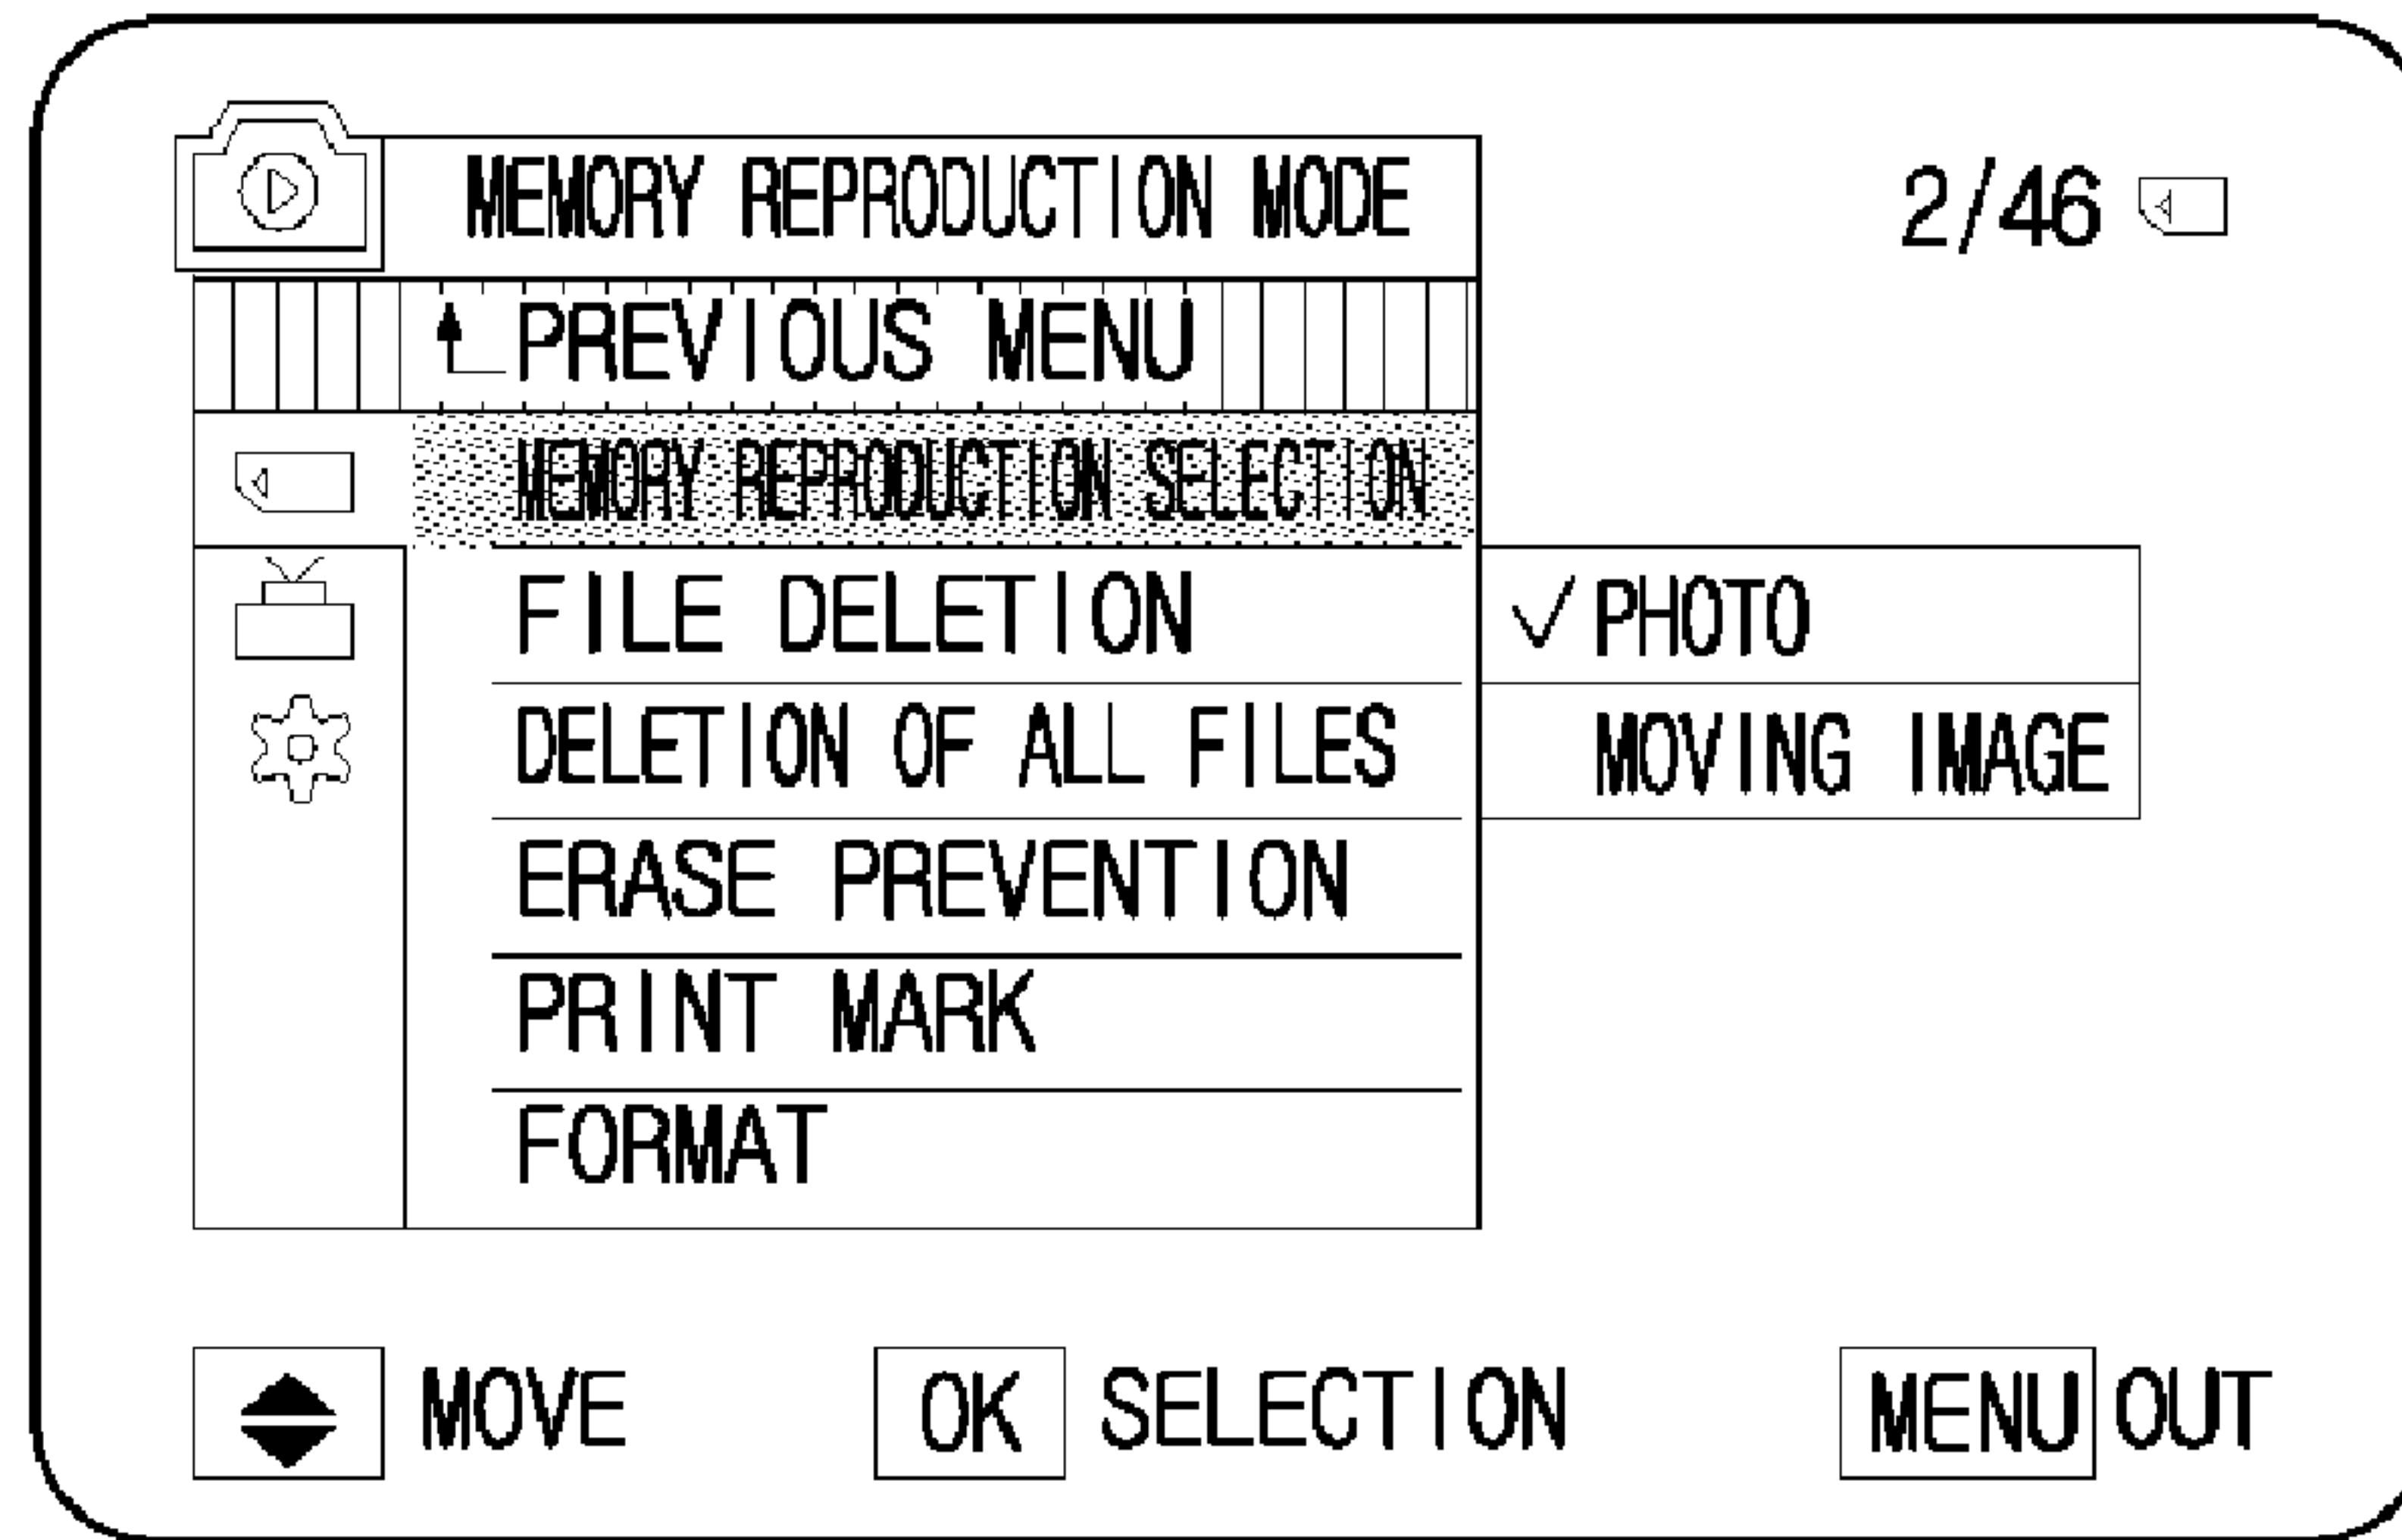 MEMORY REPRODUCTION MODE
2/46
PREVIOUS MENU
MEMORY REPRODUCTION SELECTION
FILE DELETION
✓ PHOTO
DELETION OF ALL FILES
MOVING IMAGE
ERASE PREVENTION
PRINT MARK
FORMAT
MOVE
OK SELECTION
MENU OUT